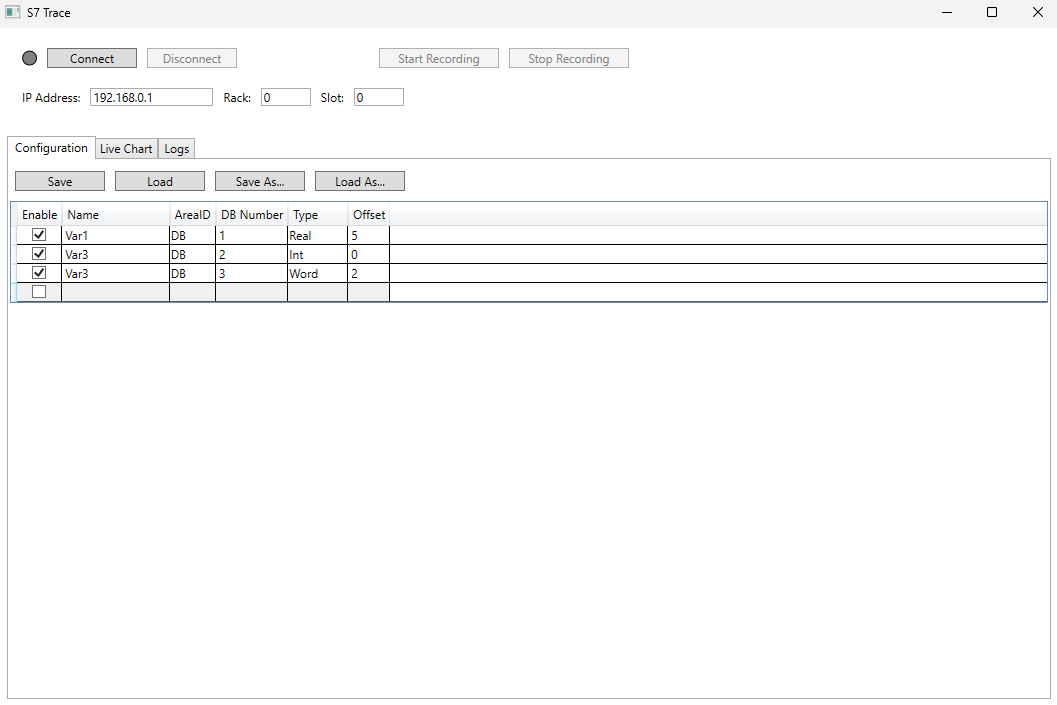 S7 Trace
Connect Disconnect Start Recording Stop Recording
IP Address: 192.168.0.1 Rack: 0 Slot: 0
Configuration Live Chart Logs
Save Load Save As... Load As...
Enable Name AreaID DB Number Type Offset
Var1 DB 1 Real 5
Var3 DB 2 Int 0
Var3 DB 3 Word 2